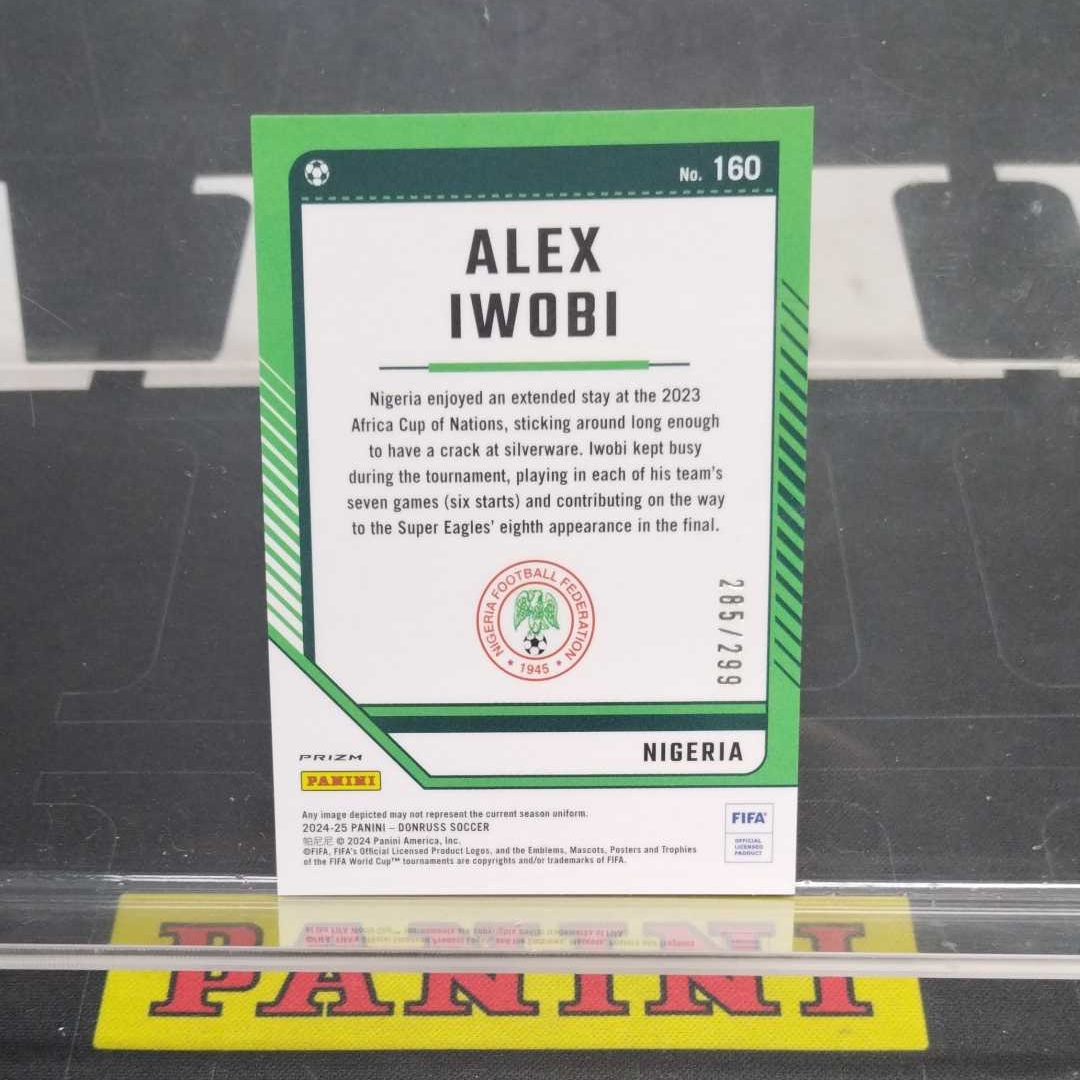 No. 160
ALEX
IWOBI
Nigeria enjoyed an extended stay at the 2023
Africa Cup of Nations, sticking around long enough
to have a crack at silverware. Iwobi kept busy
during the tournament, playing in each of his team's
seven games (six starts) and contributing on the way
to the Super Eagles' eighth appearance in the final.
NIGERIA FOOTBALL FEDERATION
1945
285/299
NIGERIA
PRIZM
PANINI
Any image depicted may not represent the current season uniform.
2024-25 PANINI – DONRUSS SOCCER
帕尼尼 © 2024 Panini America, Inc.
©FIFA, FIFA's Official Licensed Product Logos, and the Emblems, Mascots, Posters and Trophies
of the FIFA World Cup™ tournaments are copyrights and/or trademarks of FIFA.
FIFA
OFFICIAL
LICENSED
PRODUCT
PANINI